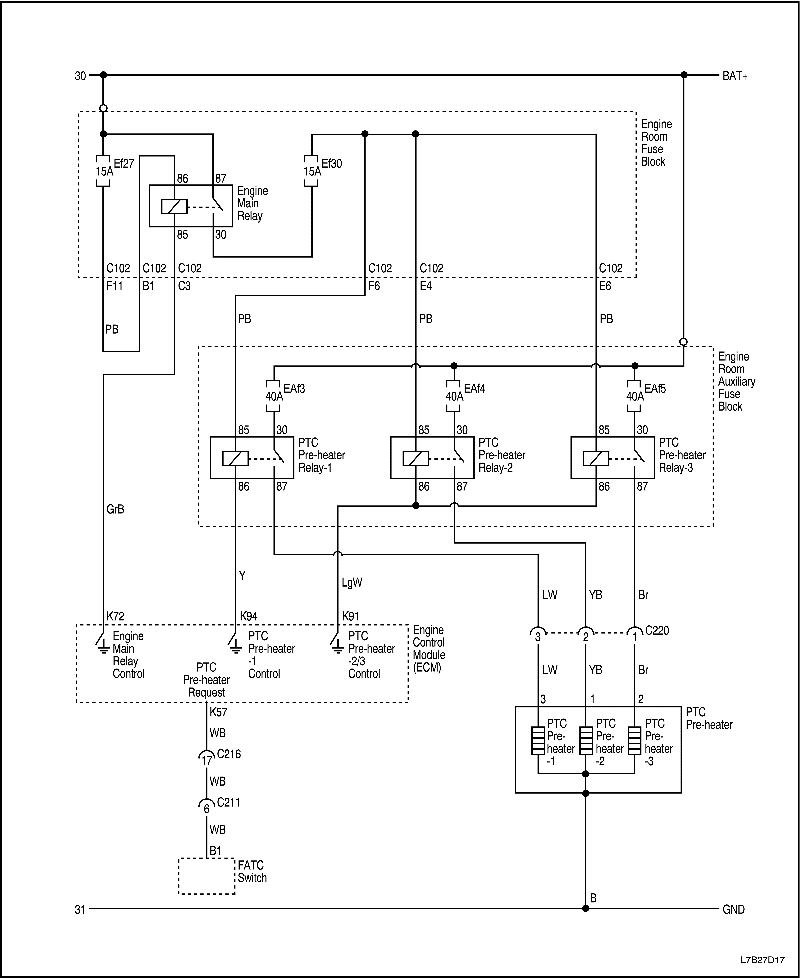 30
BAT+
Engine
Room
Fuse
Block
Ef27
15A
86
87
Engine
Main
Relay
85
30
Ef30
15A
C102
C102
C102
C102
C102
C102
F11
B1
C3
F6
E4
E6
PB
PB
PB
PB
Engine
Room
Auxiliary
Fuse
Block
EAf3
40A
EAf4
40A
EAf5
40A
85
30
PTC
Pre-heater
Relay-1
86
87
85
30
PTC
Pre-heater
Relay-2
86
87
85
30
PTC
Pre-heater
Relay-3
86
87
GrB
Y
LgW
LW
YB
Br
K72
K94
K91
Engine
Main
Relay
Control
PTC
Pre-heater
-1
Control
PTC
Pre-heater
-2/3
Control
Engine
Control
Module
(ECM)
PTC
Pre-heater
Request
3
2
1
C220
LW
YB
Br
3
1
2
PTC
Pre-heater
PTC
Pre-
heater
-1
PTC
Pre-
heater
-2
PTC
Pre-
heater
-3
K57
WB
17
C216
WB
6
C211
WB
B1
FATC
Switch
B
31
GND
L7B27D17